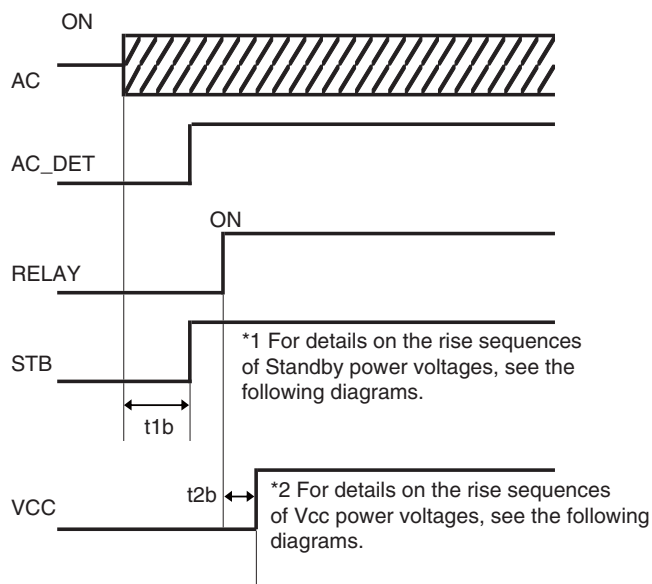 ON
AC
AC_DET
ON
RELAY
*1 For details on the rise sequences
of Standby power voltages, see the
following diagrams.
STB
t1b
t2b
*2 For details on the rise sequences
of Vcc power voltages, see the following
diagrams.
VCC